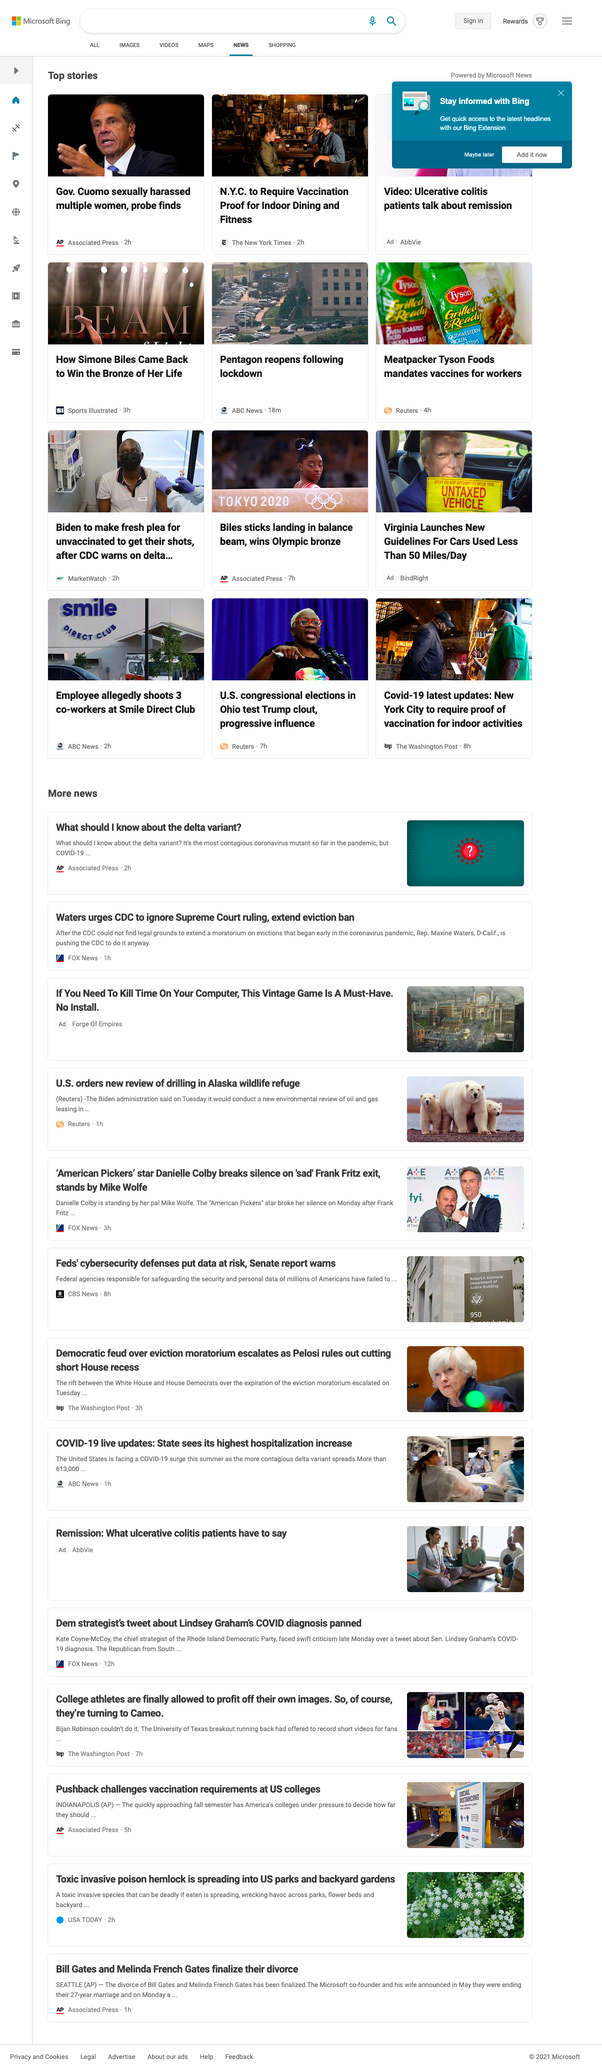 Microsoft Bing
Sign in
Rewards
ALL
IMAGES
VIDEOS
MAPS
NEWS
SHOPPING
Top stories
Powered by Microsoft News
Stay informed with Bing
Get quick access to the latest headlines
with our Bing Extension
Maybe later
Add it now
Gov. Cuomo sexually harassed
multiple women, probe finds
AP Associated Press · 2h
N.Y.C. to Require Vaccination
Proof for Indoor Dining and
Fitness
The New York Times · 2h
Video: Ulcerative colitis
patients talk about remission
Ad AbbVie
BEAM
How Simone Biles Came Back
to Win the Bronze of Her Life
SI Sports Illustrated · 3h
Pentagon reopens following
lockdown
ABC News · 18m
Tyson
Grilled
& Ready
Tyson
Grilled
& Ready
Meatpacker Tyson Foods
mandates vaccines for workers
Reuters · 4h
Biden to make fresh plea for
unvaccinated to get their shots,
after CDC warns on delta...
MarketWatch · 2h
TOKYO 2020
Biles sticks landing in balance
beam, wins Olympic bronze
AP Associated Press · 7h
UNTAXED
VEHICLE
Virginia Launches New
Guidelines For Cars Used Less
Than 50 Miles/Day
Ad BindRight
smile
DIRECT CLUB
Employee allegedly shoots 3
co-workers at Smile Direct Club
ABC News · 2h
U.S. congressional elections in
Ohio test Trump clout,
progressive influence
Reuters · 7h
Covid-19 latest updates: New
York City to require proof of
vaccination for indoor activities
wp The Washington Post · 8h
More news
What should I know about the delta variant?
What should I know about the delta variant? It's the most contagious coronavirus mutant so far in the pandemic, but
COVID-19 ...
AP Associated Press · 2h
?
Waters urges CDC to ignore Supreme Court ruling, extend eviction ban
After the CDC could not find legal grounds to extend a moratorium on evictions that began early in the coronavirus pandemic, Rep. Maxine Waters, D-Calif., is
pushing the CDC to do it anyway.
FOX News · 1h
If You Need To Kill Time On Your Computer, This Vintage Game Is A Must-Have.
No Install.
Ad Forge Of Empires
U.S. orders new review of drilling in Alaska wildlife refuge
(Reuters) -The Biden administration said on Tuesday it would conduct a new environmental review of oil and gas
leasing in ...
Reuters · 1h
'American Pickers' star Danielle Colby breaks silence on 'sad' Frank Fritz exit,
stands by Mike Wolfe
Danielle Colby is standing by her pal Mike Wolfe. The "American Pickers" star broke her silence on Monday after Frank
Fritz ...
FOX News · 3h
A+E
NETWORKS
fyi,
Feds' cybersecurity defenses put data at risk, Senate report warns
Federal agencies responsible for safeguarding the security and personal data of millions of Americans have failed to ...
CBS News · 8h
Robert F. Kennedy
Department of
Justice Building
950
Democratic feud over eviction moratorium escalates as Pelosi rules out cutting
short House recess
The rift between the White House and House Democrats over the expiration of the eviction moratorium escalated on
Tuesday ...
wp The Washington Post · 3h
COVID-19 live updates: State sees its highest hospitalization increase
The United States is facing a COVID-19 surge this summer as the more contagious delta variant spreads.More than
613,000 ...
ABC News · 1h
Remission: What ulcerative colitis patients have to say
Ad AbbVie
Dem strategist's tweet about Lindsey Graham's COVID diagnosis panned
Kate Coyne-McCoy, the chief strategist of the Rhode Island Democratic Party, faced swift criticism late Monday over a tweet about Sen. Lindsey Graham's COVID-
19 diagnosis. The Republican from South ...
FOX News · 12h
College athletes are finally allowed to profit off their own images. So, of course,
they're turning to Cameo.
Bijan Robinson couldn't do it. The University of Texas breakout running back had offered to record short videos for fans
...
wp The Washington Post · 7h
Pushback challenges vaccination requirements at US colleges
INDIANAPOLIS (AP) — The quickly approaching fall semester has America's colleges under pressure to decide how far
they should ...
AP Associated Press · 5h
SOCIAL
DISTANCING
Toxic invasive poison hemlock is spreading into US parks and backyard gardens
A toxic invasive species that can be deadly if eaten is spreading, wrecking havoc across parks, flower beds and
backyard ...
USA TODAY · 2h
Bill Gates and Melinda French Gates finalize their divorce
SEATTLE (AP) — The divorce of Bill Gates and Melinda French Gates has been finalized.The Microsoft co-founder and his wife announced in May they were ending
their 27-year marriage and on Monday a ...
AP Associated Press · 1h
Privacy and Cookies
Legal
Advertise
About our ads
Help
Feedback
© 2021 Microsoft